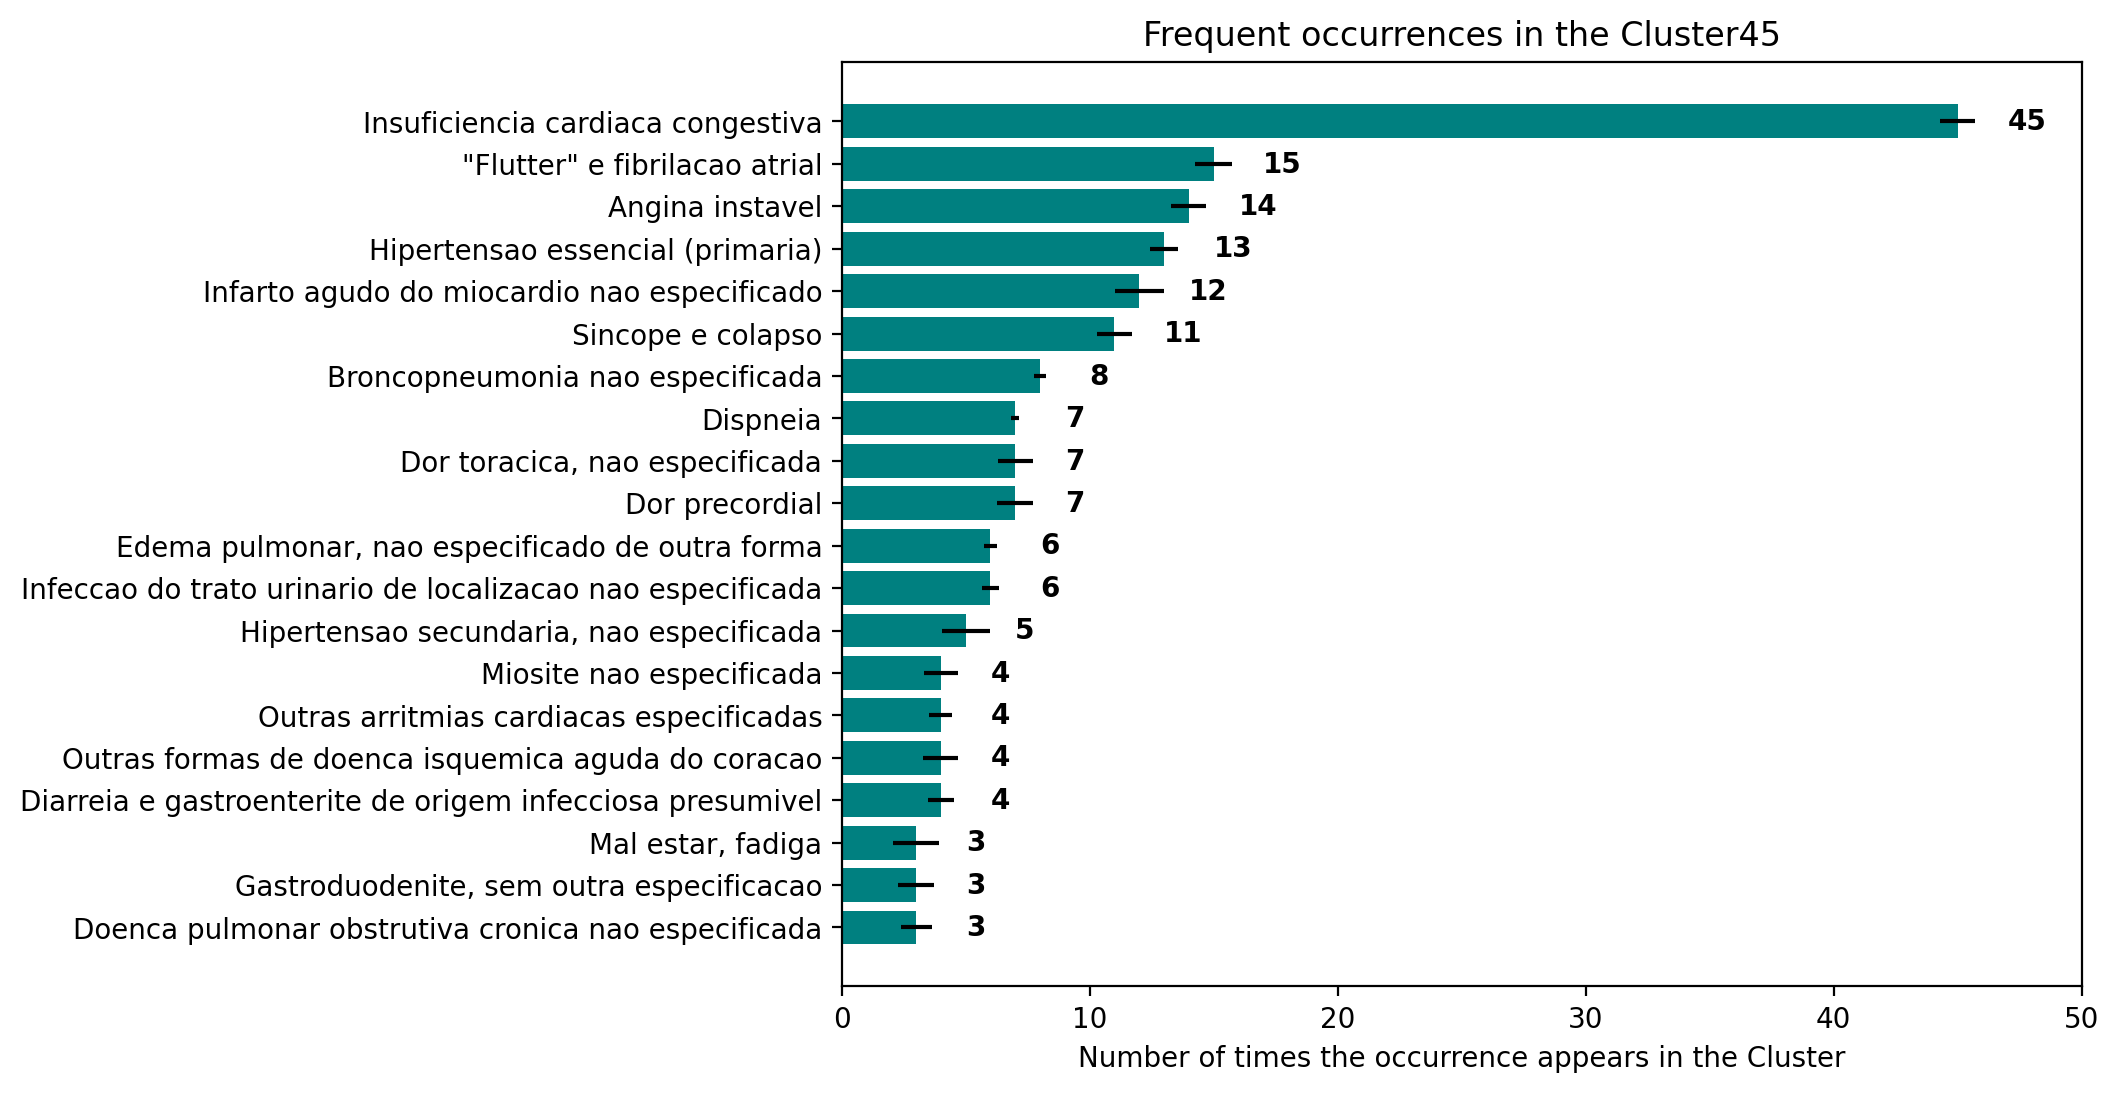 Frequent occurrences in the Cluster45
Insuficiencia cardiaca congestiva 45
"Flutter" e fibrilacao atrial 15
Angina instavel 14
Hipertensao essencial (primaria) 13
Infarto agudo do miocardio nao especificado 12
Sincope e colapso 11
Broncopneumonia nao especificada 8
Dispneia 7
Dor toracica, nao especificada 7
Dor precordial 7
Edema pulmonar, nao especificado de outra forma 6
Infeccao do trato urinario de localizacao nao especificada 6
Hipertensao secundaria, nao especificada 5
Miosite nao especificada 4
Outras arritmias cardiacas especificadas 4
Outras formas de doenca isquemica aguda do coracao 4
Diarreia e gastroenterite de origem infecciosa presumivel 4
Mal estar, fadiga 3
Gastroduodenite, sem outra especificacao 3
Doenca pulmonar obstrutiva cronica nao especificada 3
0 10 20 30 40 50
Number of times the occurrence appears in the Cluster